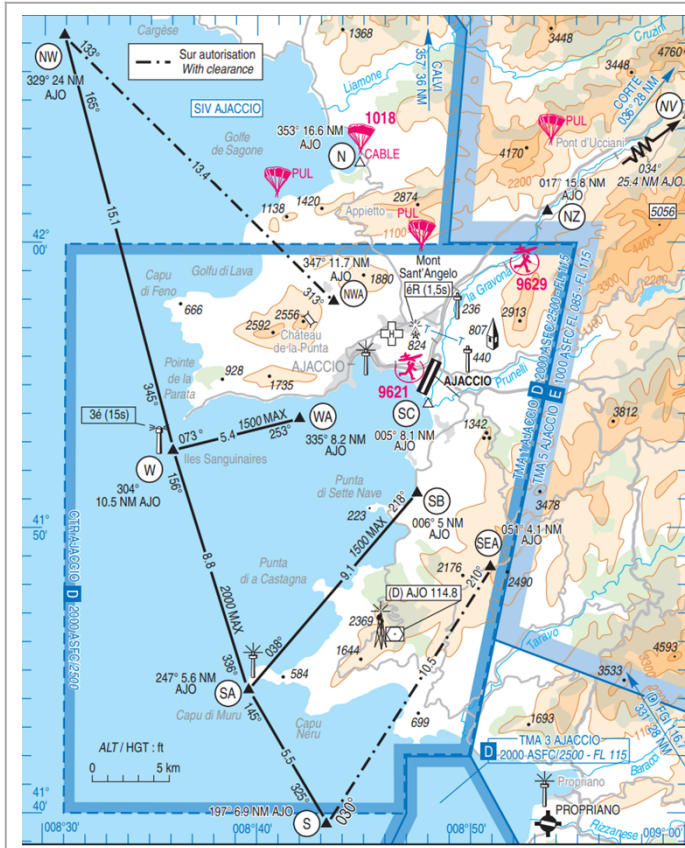 Cargèse
1368
3448
Cruzini
4760
NW
133°
Sur autorisation
With clearance
3448
329° 24 NM
AJO
Liamone
CALVI
357° 36 NM
CORTE
036° 28 NM
165°
SIV AJACCIO
1018
353° 16.6 NM
AJO
N
CABLE
PUL
NV
Golfe
de Sagone
4170
Pont d'Ucciani
034°
25.4 NM AJO
13.4
PUL
15.1
2874
017° 15.8 NM
AJO
2200
1420
1138
Appietto
PUL
1100
NZ
5056
42°
00
4400
3300
347° 11.7 NM
AJO
1880
Mont
Sant'Angelo
la Gravona
9629
Golfu di Lava
313°
NWA
éR (1,5s)
Capu
di Feno
666
2556
236
2913
2592
Château
de la Punta
824
807
T
T
AJACCIO
440
AJACCIO
Prunelli
Pointe
de la
Parata
928
1735
9621
345°
SC
005° 8.1 NM
AJO
3é (15s)
1500 MAX
WA
073°
5.4
253°
335° 8.2 NM
AJO
1342
3812
W
Iles Sanguinaires
304°
10.5 NM AJO
156°
Punta
di Sette Nave
SB
006° 5 NM
AJO
3478
218°
223
051° 4.1 NM
AJO
41°
50
SEA
1500 MAX
2176
210°
2490
8.8
9.1
Punta
di a Castagna
2000 MAX
(D) AJO 114.8
2369
Taravo
CTR AJACCIO D 2000 ASFC/2500
TMA 1 AJACCIO D 2000 ASFC/2500-FL 115
TMA 5 AJACCIO E 1000 ASFC/FL 085 - FL 115
1644
10.5
4593
336°
038°
3533
247° 5.6 NM
AJO
584
SA
Capu di Muru
145°
Capu
Neru
699
1693
(D) FGI 116
331° 28 NM
ALT / HGT : ft
0 5 km
5.5
TMA 3 AJACCIO
D 2000 ASFC/2500 - FL 115
Baracci
Propriano
41°
40
325°
030°
197° 6.9 NM AJO
S
PROPRIANO
Rizzanese
008°30
008°40
008°50
009°00